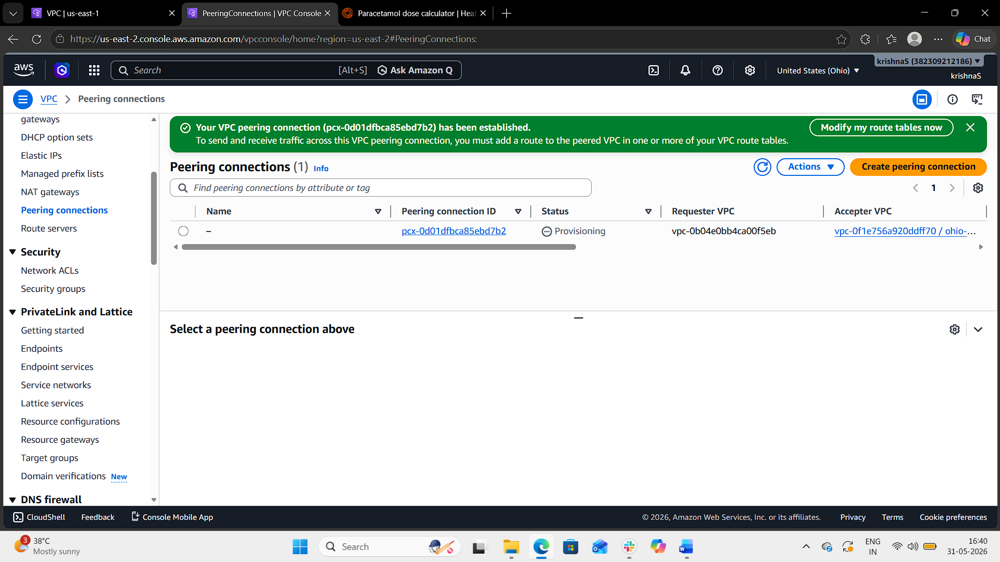 VPC | us-east-1
PeeringConnections | VPC Console
Paracetamol dose calculator | Heal
https://us-east-2.console.aws.amazon.com/vpcconsole/home?region=us-east-2#PeeringConnections:
Chat
aws
Search
[Alt+S]
Ask Amazon Q
United States (Ohio)
krishnaS (382309212186)
krishnaS
VPC
Peering connections
gateways
DHCP option sets
Elastic IPs
Managed prefix lists
NAT gateways
Peering connections
Route servers
Security
Network ACLs
Security groups
PrivateLink and Lattice
Getting started
Endpoints
Endpoint services
Service networks
Lattice services
Resource configurations
Resource gateways
Target groups
Domain verifications New
DNS firewall
Your VPC peering connection (pcx-0d01dfbca85ebd7b2) has been established.
To send and receive traffic across this VPC peering connection, you must add a route to the peered VPC in one or more of your VPC route tables.
Modify my route tables now
Peering connections (1) Info
Actions
Create peering connection
Find peering connections by attribute or tag
1
Name Peering connection ID Status Requester VPC Accepter VPC
– pcx-0d01dfbca85ebd7b2 Provisioning vpc-0b04e0bb4ca00f5eb vpc-0f1e756a920ddff70 / ohio-...
Select a peering connection above
CloudShell Feedback Console Mobile App
© 2026, Amazon Web Services, Inc. or its affiliates. Privacy Terms Cookie preferences
3
38°C
Mostly sunny
Search
ENG
IN
16:40
31-05-2026